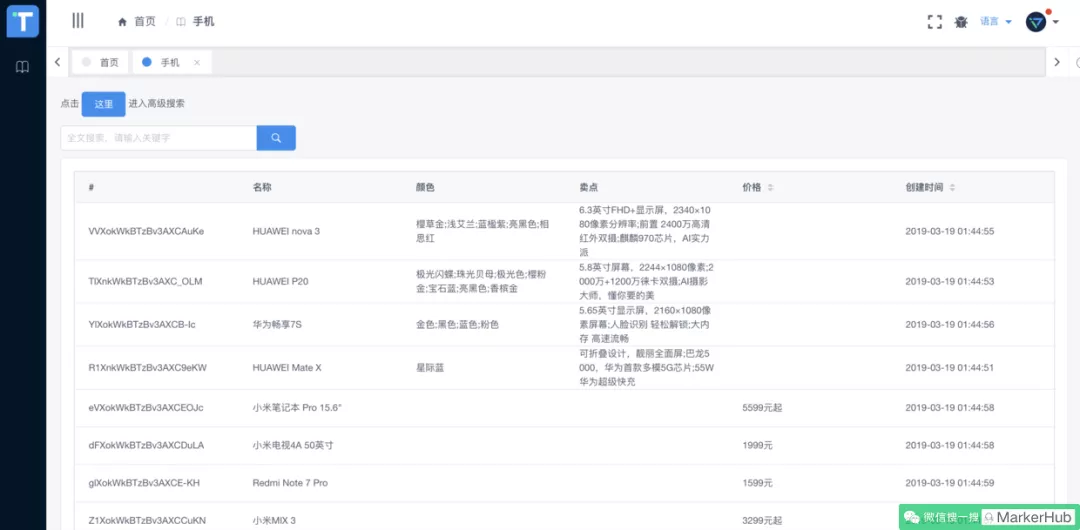 T
首页 / 手机
语言
首页
手机 ×
点击 这里 进入高级搜索
全文搜索，请输入关键字
# 名称 颜色 卖点 价格 创建时间
VVXokWkBTzBv3AXCAuKe HUAWEI nova 3 樱草金;浅艾兰;蓝楹紫;亮黑色;相思红 6.3英寸FHD+显示屏，2340×1080像素分辨率;前置 2400万高清红外双摄;麒麟970芯片，AI实力派 2019-03-19 01:44:55
TlXnkWkBTzBv3AXC_OLM HUAWEI P20 极光闪蝶;珠光贝母;极光色;樱粉金;宝石蓝;亮黑色;香槟金 5.8英寸屏幕，2244×1080像素;2000万+1200万徕卡双摄;AI摄影大师，懂你要的美 2019-03-19 01:44:53
YlXokWkBTzBv3AXCB-Ic 华为畅享7S 金色;黑色;蓝色;粉色 5.65英寸显示屏，2160×1080像素屏幕;人脸识别 轻松解锁;大内存 高速流畅 2019-03-19 01:44:56
R1XnkWkBTzBv3AXC9eKW HUAWEI Mate X 星际蓝 可折叠设计，靓丽全面屏;巴龙5000，华为首款多模5G芯片;55W华为超级快充 2019-03-19 01:44:51
eVXokWkBTzBv3AXCEOJc 小米笔记本 Pro 15.6" 5599元起 2019-03-19 01:44:58
dFXokWkBTzBv3AXCDuLA 小米电视4A 50英寸 1999元 2019-03-19 01:44:58
glXokWkBTzBv3AXCE-KH Redmi Note 7 Pro 1599元 2019-03-19 01:44:59
Z1XokWkBTzBv3AXCCuKN 小米MIX 3 3299元起
微信搜一搜 MarkerHub